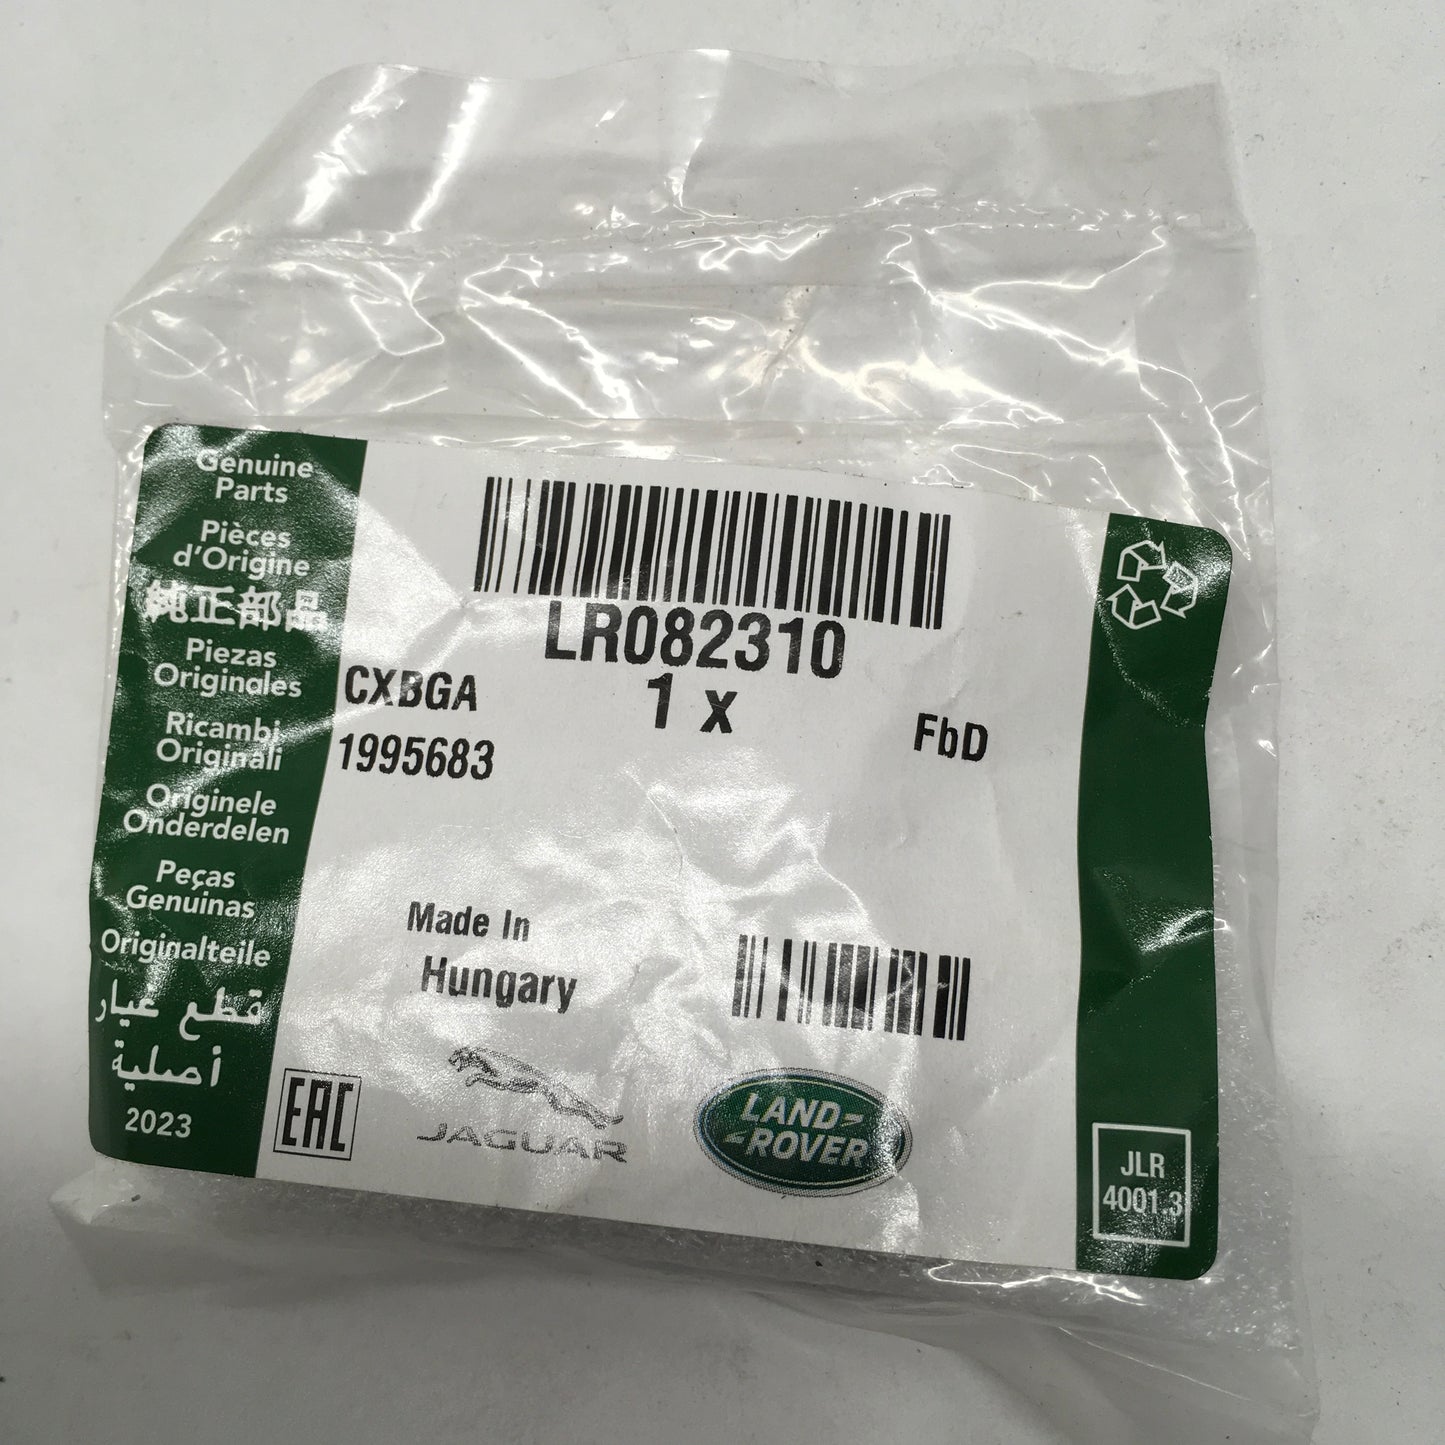 Genuine
Parts
Pièces
d'Origine
純正部品
Piezas
Originales
Ricambi
Originali
Originele
Onderdelen
Peças
Genuinas
Originalteile
قطع غيار
أصلية
2023
LR082310
CXBGA
1 x
FbD
1995683
Made In
Hungary
EAC
JAGUAR
LAND
ROVER
JLR
4001.3